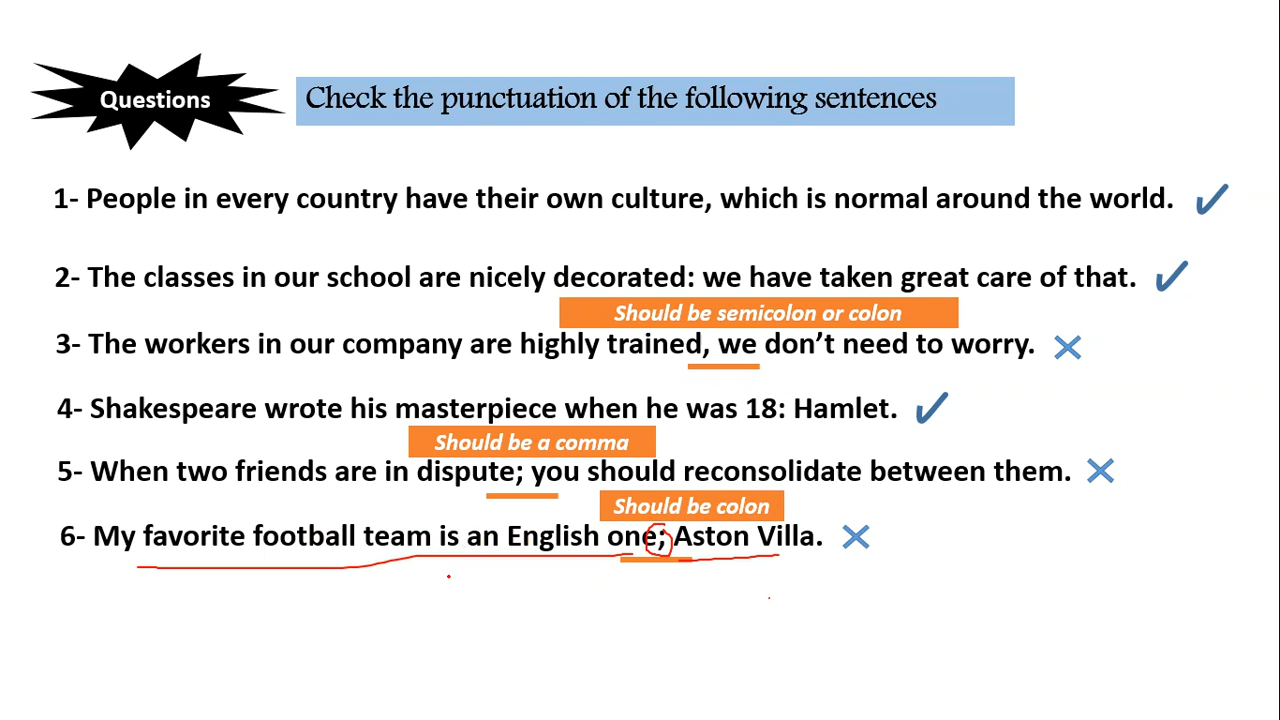 Questions
Check the punctuation of the following sentences
1- People in every country have their own culture, which is normal around the world.
2- The classes in our school are nicely decorated: we have taken great care of that.
Should be semicolon or colon
3- The workers in our company are highly trained, we don’t need to worry.
4- Shakespeare wrote his masterpiece when he was 18: Hamlet.
Should be a comma
5- When two friends are in dispute; you should reconsolidate between them.
Should be colon
6- My favorite football team is an English one; Aston Villa.